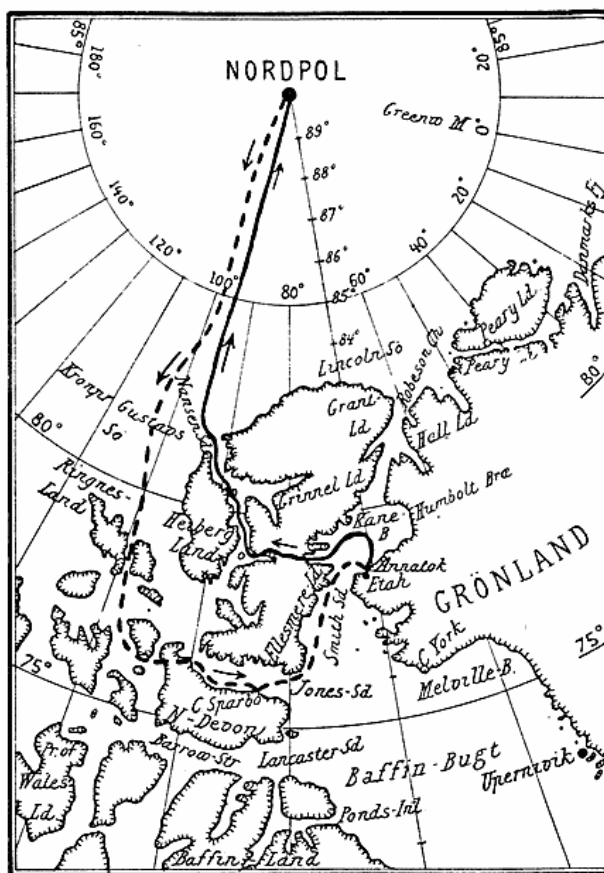 85°
180°
160°
140°
120°
100°
80°
60°
40°
20°
0°
20°
85°
NORDPOL
Greenw M.
89°
88°
87°
86°
85°
84°
Lincoln Sö
Danmarks Fj
Peary Ld
Peary
Robeson Ch
80°
Kronpr Gustavs
Sö
Nansen Sd
Grant-
Ld
Hall Ld
80°
Ringnes-
Land
Heiberg
Land
Grinnel Ld
Humbolt Bræ
Kane-
B
Annatok
Etah
Ellesmere Ld
Smith Sd
GRÖNLAND
C. York
75°
Melville-B.
75°
Jones-Sd
C Sparbo
N-Devon
Barrow-Str
Lancaster Sd
Baffin-Bugt
Upernivik
Prof
Wales
Ld.
Ponds-Inl
Baffin-Land